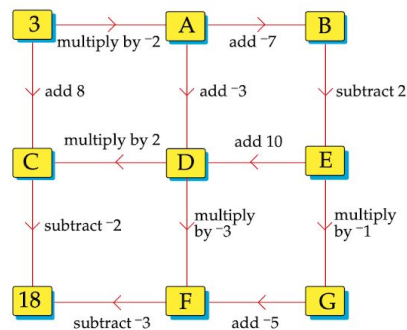 3 A B
multiply by ⁻2 add ⁻7
add 8 add ⁻3 subtract 2
multiply by 2 add 10
C D E
subtract ⁻2 multiply by ⁻3 multiply by ⁻1
18 F G
subtract ⁻3 add ⁻5